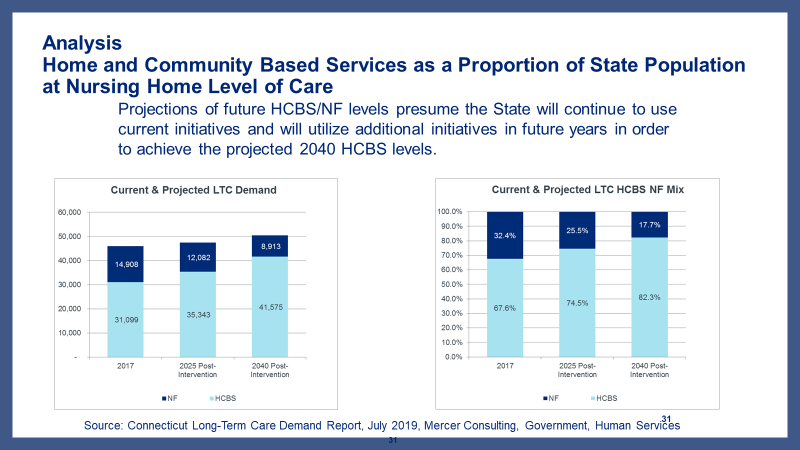 Analysis
Home and Community Based Services as a Proportion of State Population
at Nursing Home Level of Care
Projections of future HCBS/NF levels presume the State will continue to use
current initiatives and will utilize additional initiatives in future years in order
to achieve the projected 2040 HCBS levels.
Current & Projected LTC Demand
60,000
50,000
40,000
30,000
20,000
10,000
-
14,908
12,082
8,913
31,099
35,343
41,575
2017
2025 Post-
Intervention
2040 Post-
Intervention
NF
HCBS
Current & Projected LTC HCBS NF Mix
100.0%
90.0%
80.0%
70.0%
60.0%
50.0%
40.0%
30.0%
20.0%
10.0%
0.0%
32.4%
25.5%
17.7%
67.6%
74.5%
82.3%
2017
2025 Post-
Intervention
2040 Post-
Intervention
NF
HCBS
31
Source: Connecticut Long-Term Care Demand Report, July 2019, Mercer Consulting, Government, Human Services
31